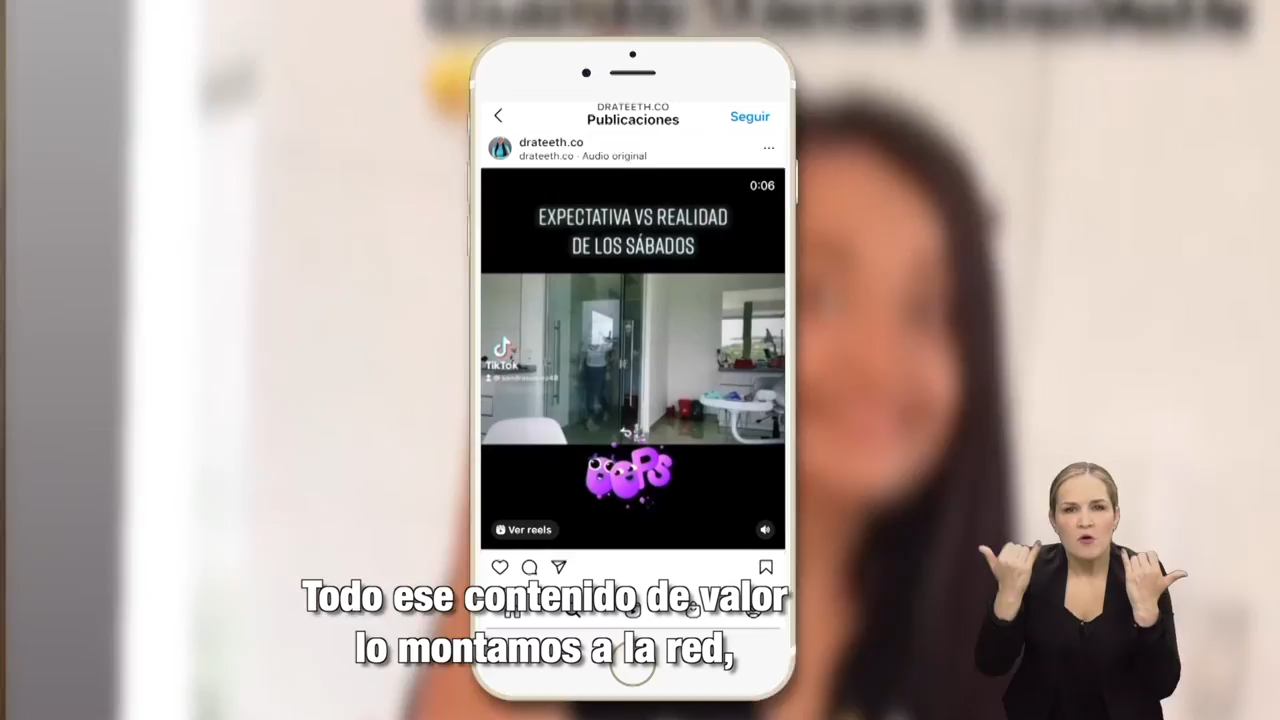 DRATEETH.CO
Publicaciones
Seguir
drateeth.co
drateeth.co · Audio original
0:06
EXPECTATIVA VS REALIDAD
DE LOS SÁBADOS
TikTok
OOPS
Ver reels
Todo ese contenido de valor
lo montamos a la red,